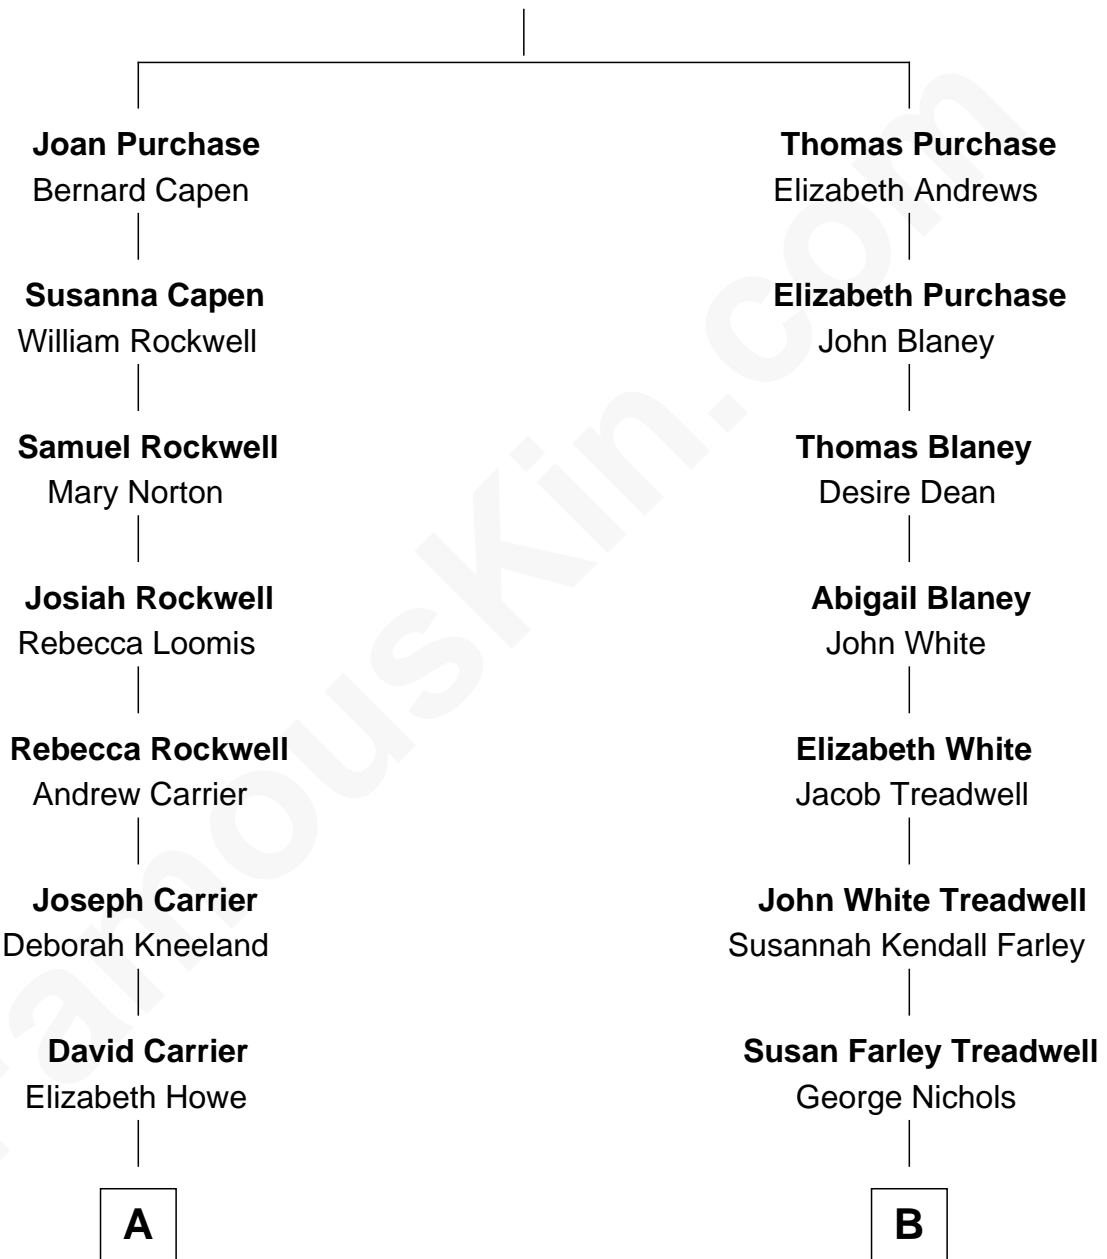 Joan Purchase
Bernard Capen
Susanna Capen
William Rockwell
Samuel Rockwell
Mary Norton
Josiah Rockwell
Rebecca Loomis
Rebecca Rockwell
Andrew Carrier
Joseph Carrier
Deborah Kneeland
David Carrier
Elizabeth Howe
A
Thomas Purchase
Elizabeth Andrews
Elizabeth Purchase
John Blaney
Thomas Blaney
Desire Dean
Abigail Blaney
John White
Elizabeth White
Jacob Treadwell
John White Treadwell
Susannah Kendall Farley
Susan Farley Treadwell
George Nichols
B
FamousKin.com